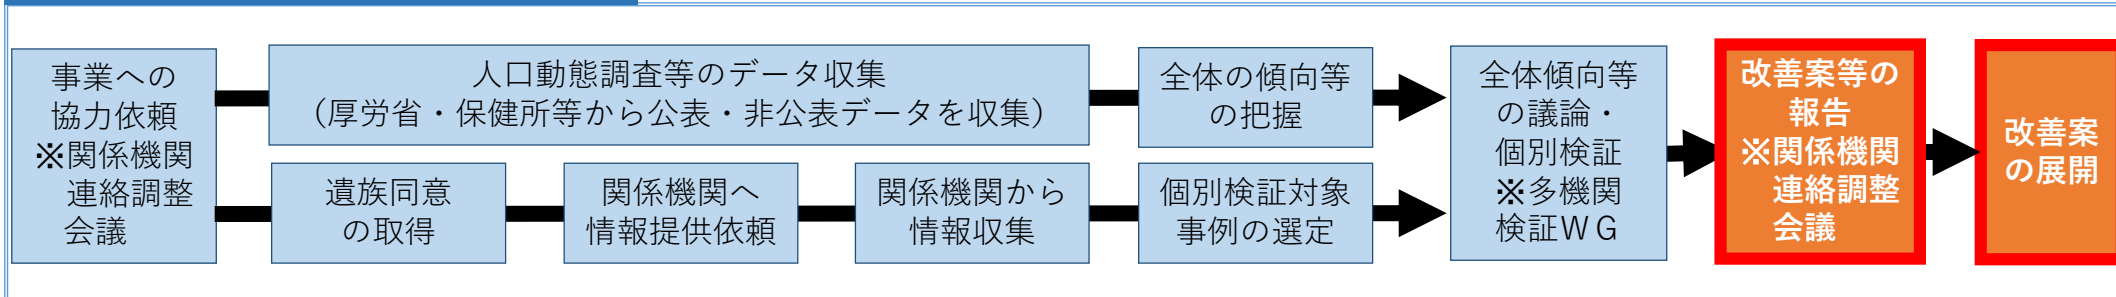 事業への
協力依頼
※関係機関
連絡調整
会議
人口動態調査等のデータ収集
（厚労省・保健所等から公表・非公表データを収集）
全体の傾向等
の把握
遺族同意
の取得
関係機関へ
情報提供依頼
関係機関から
情報収集
個別検証対象
事例の選定
全体傾向等
の議論・
個別検証
※多機関
検証ＷＧ
改善案等の
報告
※関係機関
連絡調整
会議
改善案
の展開